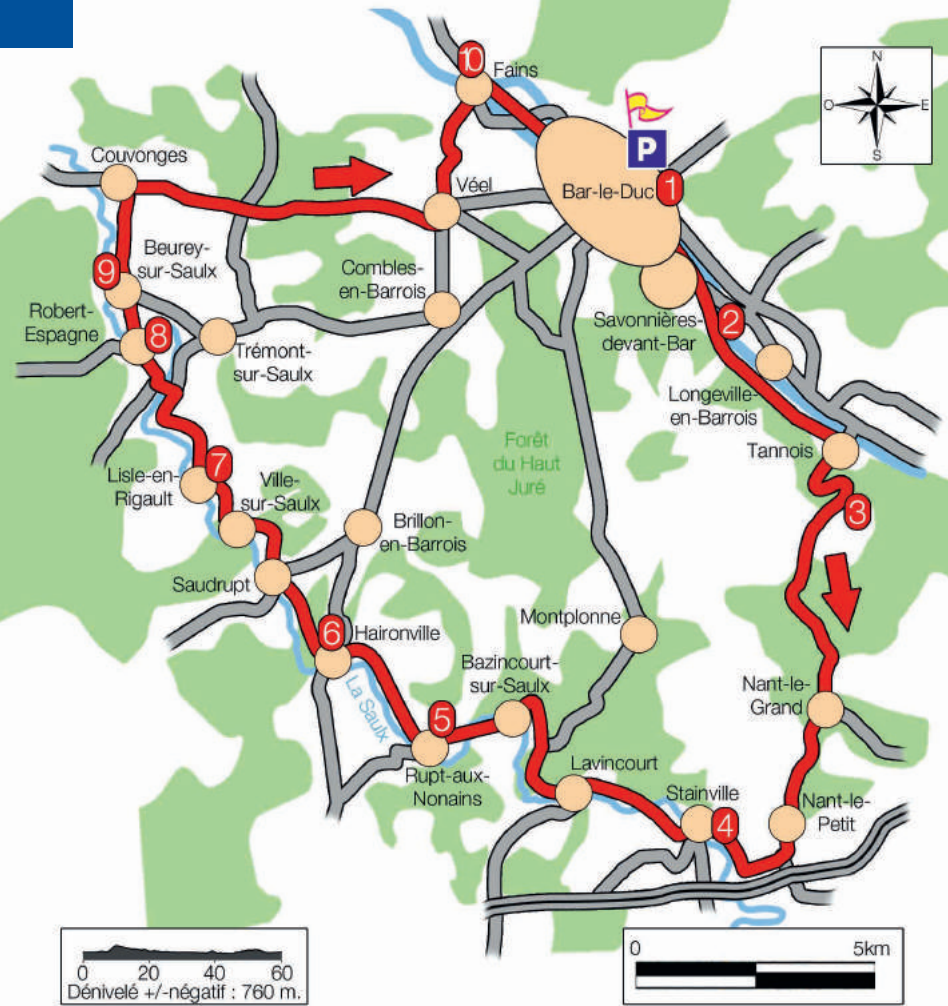 10
Fains
N
O
E
S
P
Couvonges
Véel
Bar-le-Duc
1
Beurey-
sur-Saulx
9
Combles-
en-Barrois
Robert-
Espagne
8
Savonnières-
devant-Bar
2
Trémont-
sur-Saulx
Longeville-
en-Barrois
Forêt
du Haut
Juré
Tannois
7
Lisle-en-
Rigault
Ville-
sur-Saulx
3
Brillon-
en-Barrois
Saudrupt
Montplonne
6
Haironville
Bazincourt-
sur-Saulx
Nant-le-
Grand
La Saulx
5
Rupt-aux-
Nonains
Lavincourt
Stainville
4
Nant-le-
Petit
0 20 40 60
Dénivelé +/-négatif : 760 m.
0 5km